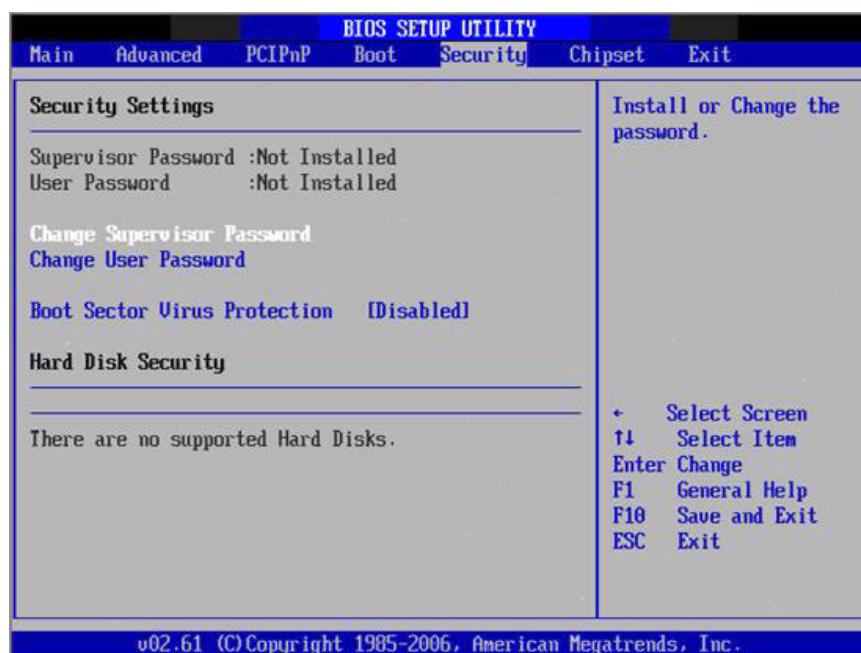 BIOS SETUP UTILITY
Main Advanced PCIPnP Boot Security Chipset Exit
Security Settings
Supervisor Password :Not Installed
User Password :Not Installed
Change Supervisor Password
Change User Password
Boot Sector Virus Protection [Disabled]
Hard Disk Security
There are no supported Hard Disks.
Install or Change the
password.
← Select Screen
↑↓ Select Item
Enter Change
F1 General Help
F10 Save and Exit
ESC Exit
v02.61 (C)Copyright 1985-2006, American Megatrends, Inc.